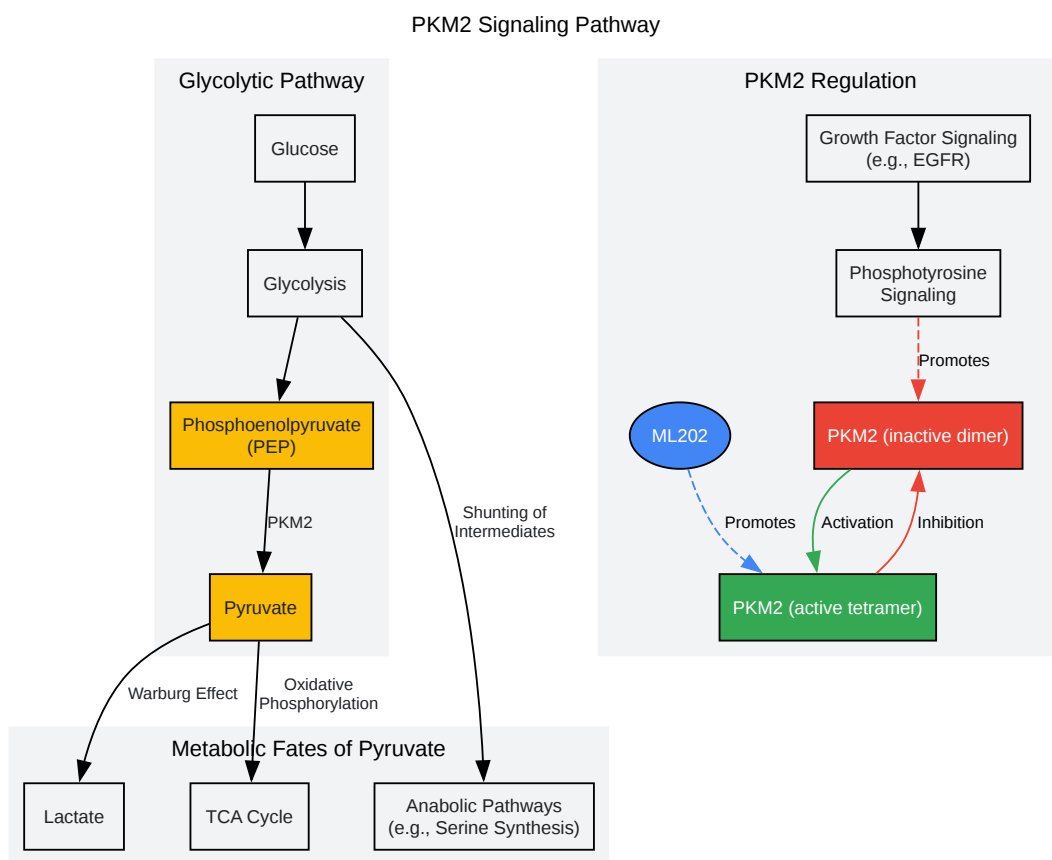 PKM2 Signaling Pathway
Glycolytic Pathway
Glucose
Glycolysis
Phosphoenolpyruvate
(PEP)
PKM2
Shunting of
Intermediates
Pyruvate
Warburg Effect
Oxidative
Phosphorylation
Metabolic Fates of Pyruvate
Lactate
TCA Cycle
Anabolic Pathways
(e.g., Serine Synthesis)
PKM2 Regulation
Growth Factor Signaling
(e.g., EGFR)
Phosphotyrosine
Signaling
Promotes
ML202
PKM2 (inactive dimer)
Promotes
Activation
Inhibition
PKM2 (active tetramer)